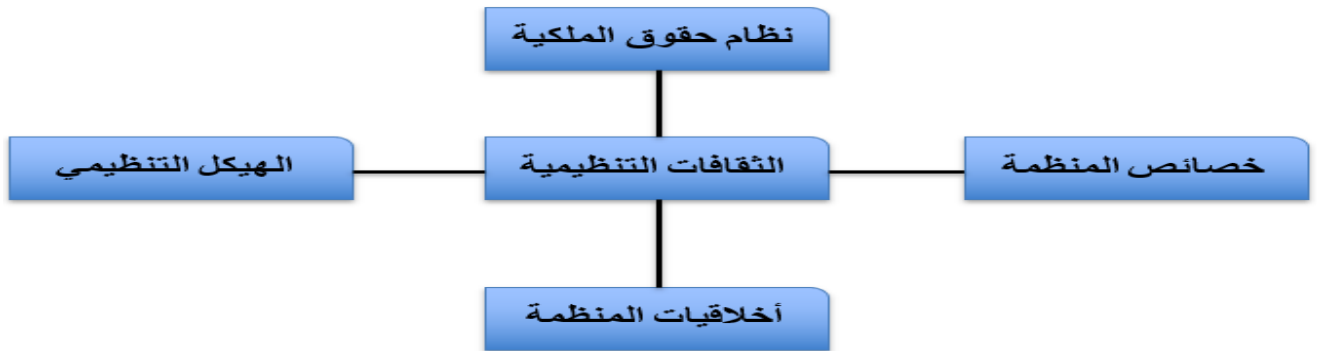 نظام حقوق الملكية
خصائص المنظمة
الثقافات التنظيمية
الهيكل التنظيمي
أخلاقيات المنظمة